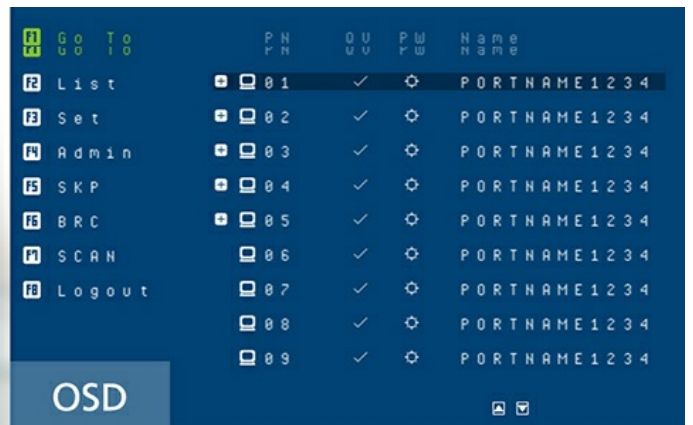 F1 Go To PN QV PW Name
F2 List 01 PORTNAME1234
F3 Set 02 PORTNAME1234
F4 Admin 03 PORTNAME1234
F5 SKP 04 PORTNAME1234
F6 BRC 05 PORTNAME1234
F7 SCAN 06 PORTNAME1234
F8 Logout 07 PORTNAME1234
08 PORTNAME1234
09 PORTNAME1234
OSD